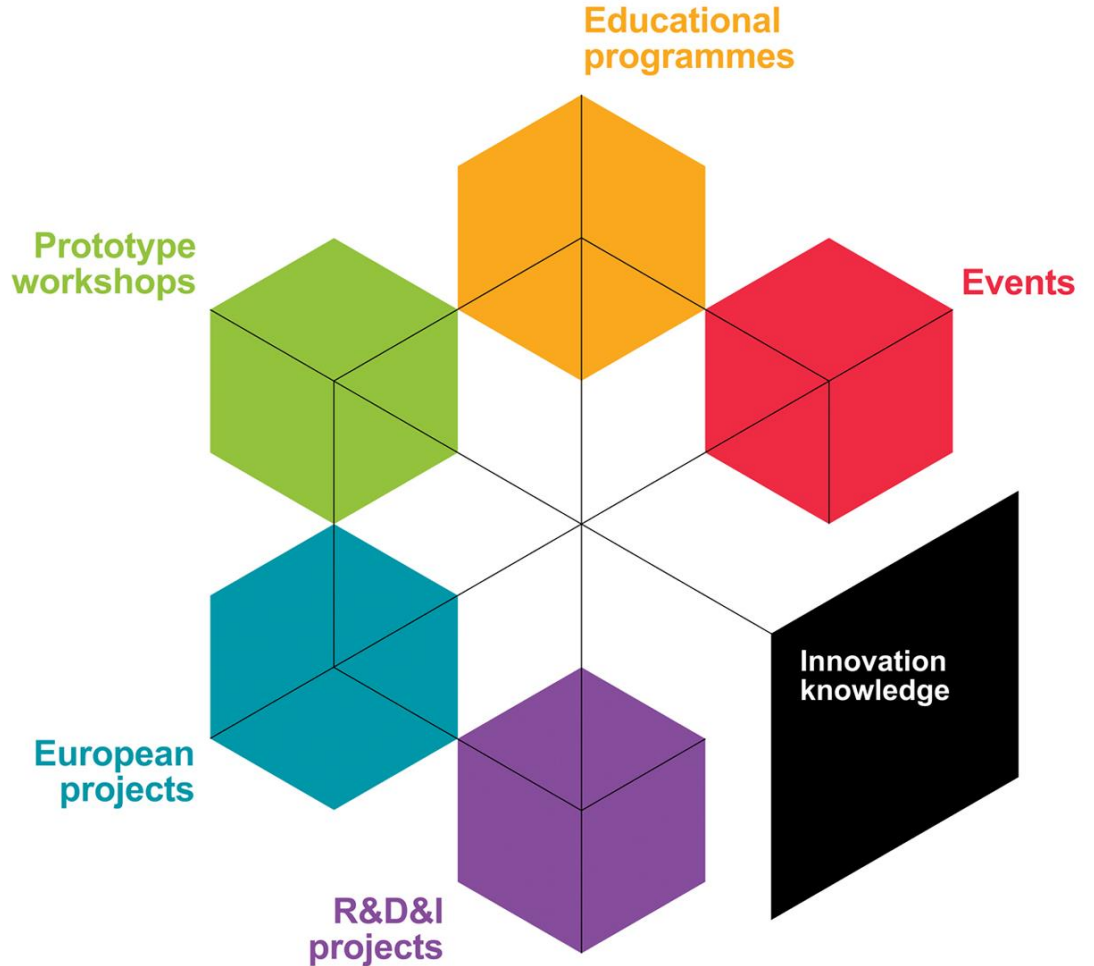 Educational
programmes
Prototype
workshops
Events
Innovation
knowledge
European
projects
R&D&I
projects